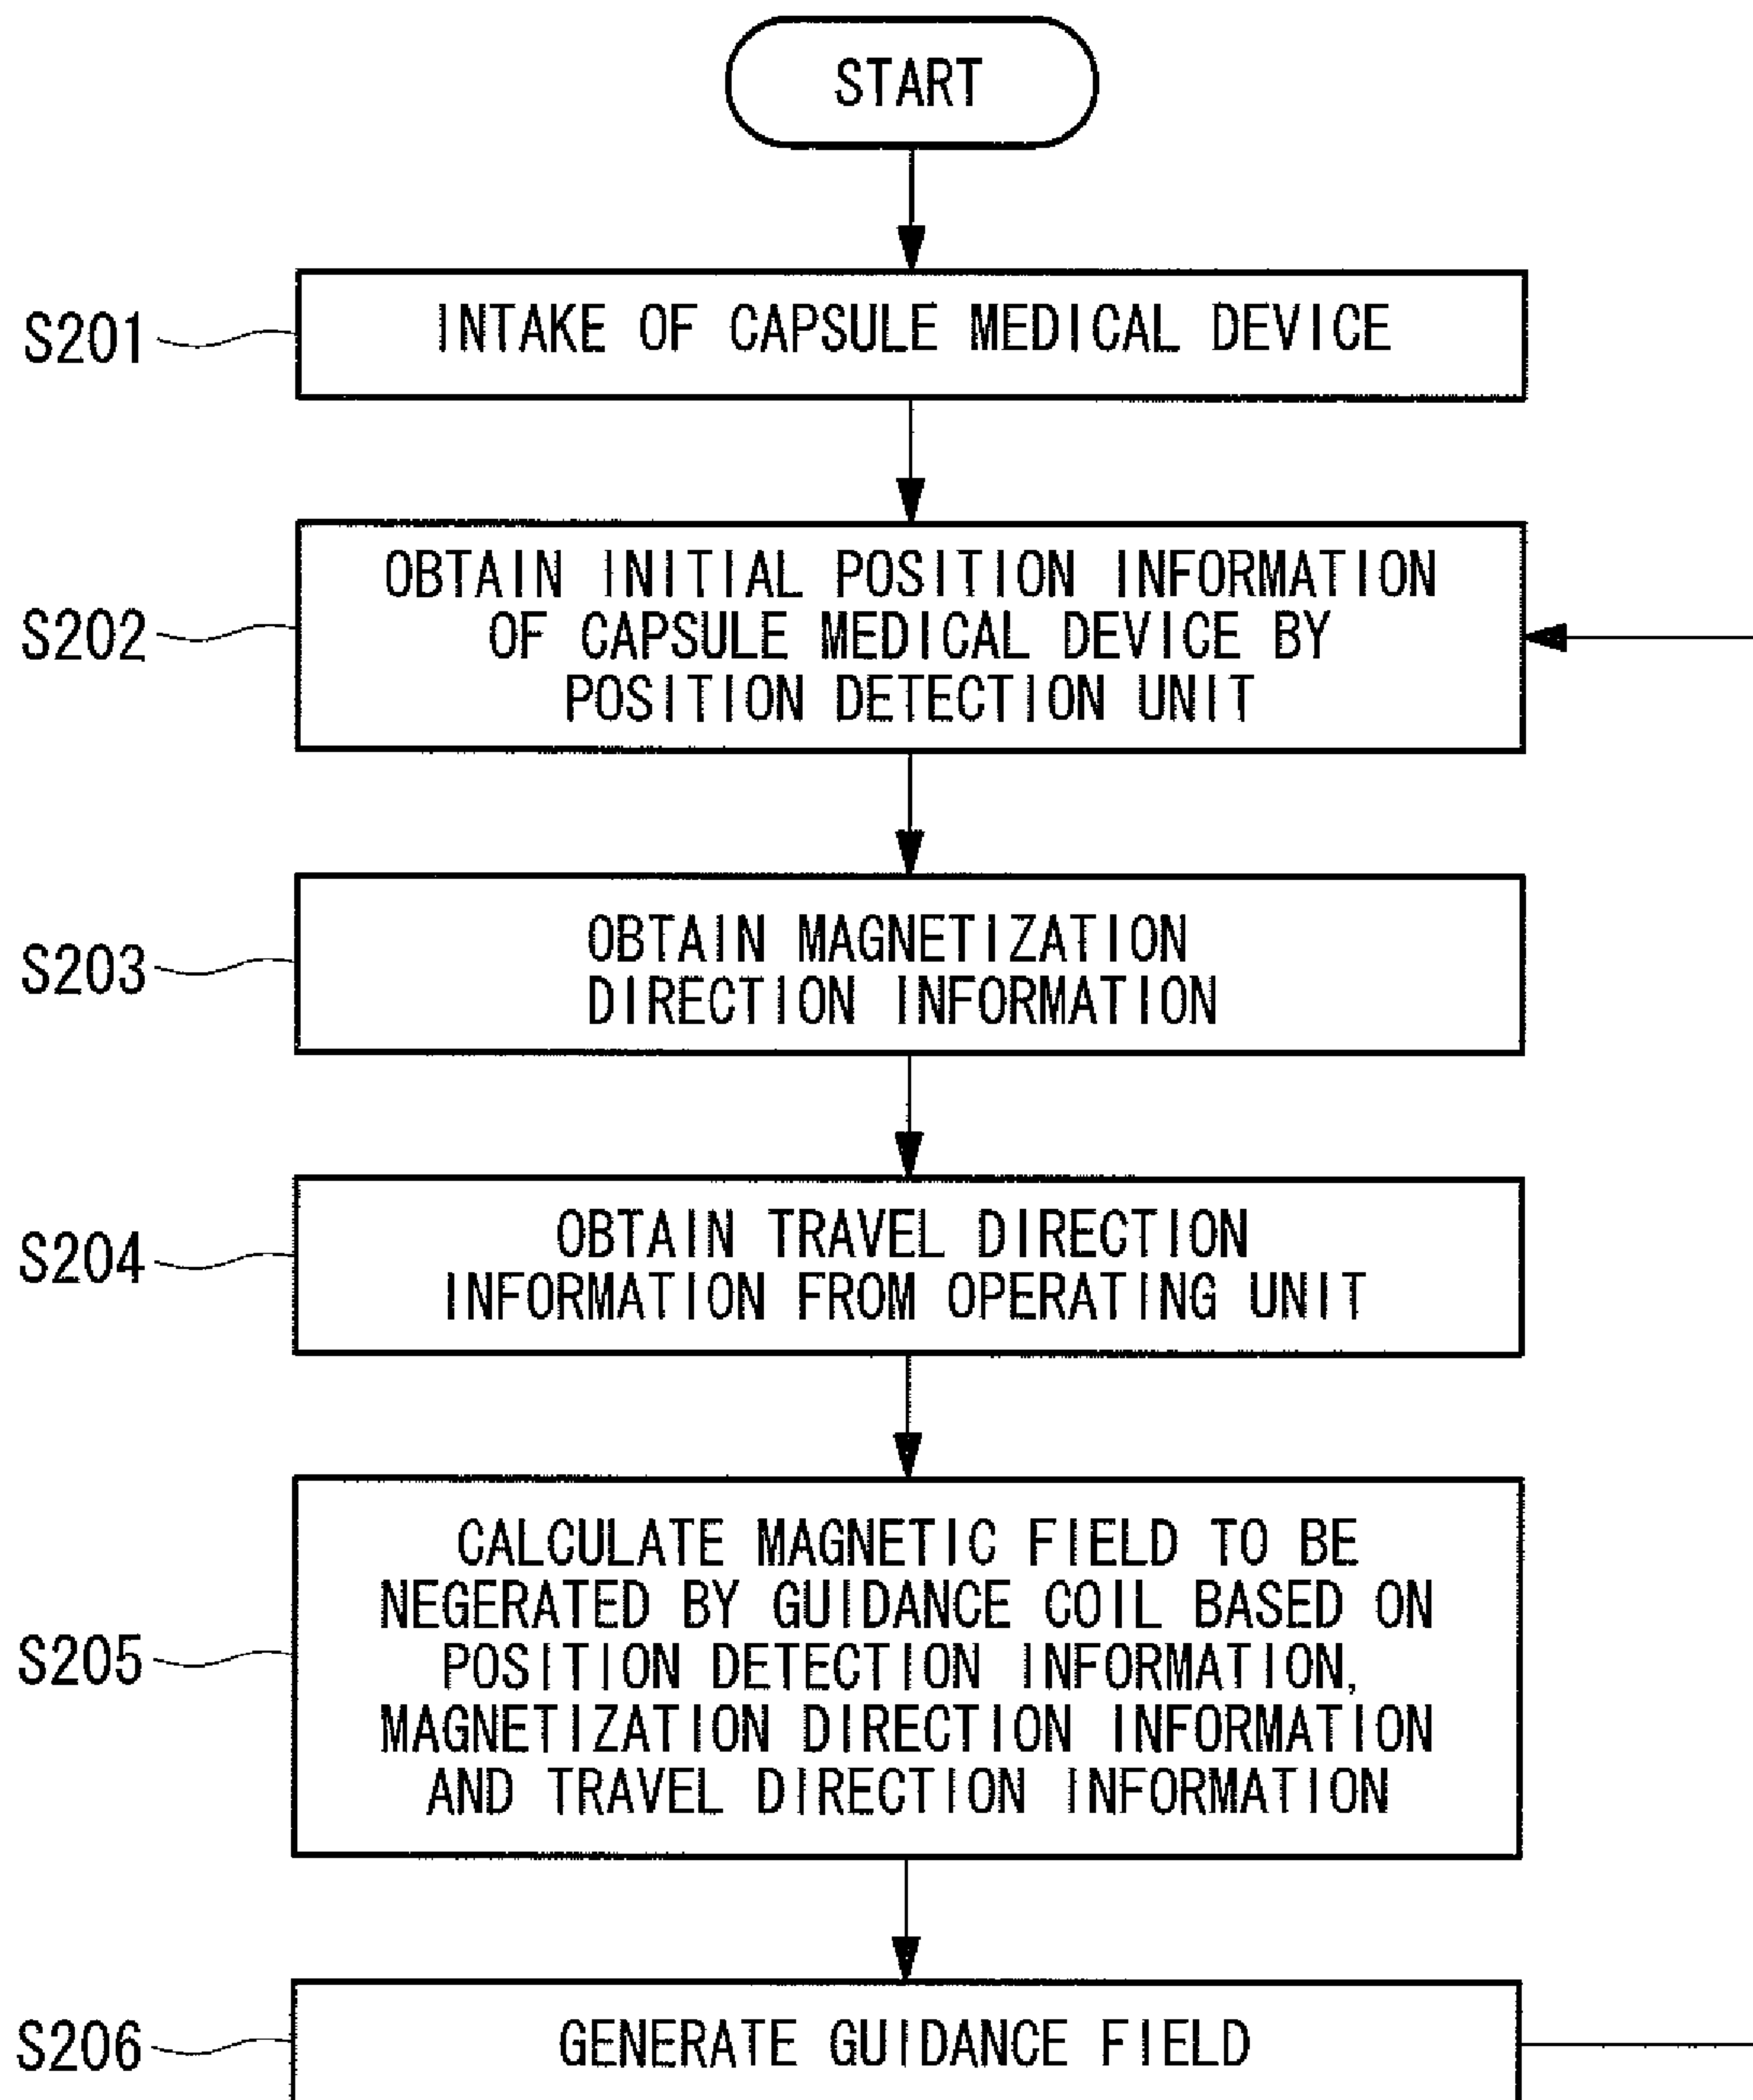 START
S201
INTAKE OF CAPSULE MEDICAL DEVICE
S202
OBTAIN INITIAL POSITION INFORMATION
OF CAPSULE MEDICAL DEVICE BY
POSITION DETECTION UNIT
S203
OBTAIN MAGNETIZATION
DIRECTION INFORMATION
S204
OBTAIN TRAVEL DIRECTION
INFORMATION FROM OPERATING UNIT
S205
CALCULATE MAGNETIC FIELD TO BE
NEGERATED BY GUIDANCE COIL BASED ON
POSITION DETECTION INFORMATION,
MAGNETIZATION DIRECTION INFORMATION
AND TRAVEL DIRECTION INFORMATION
S206
GENERATE GUIDANCE FIELD